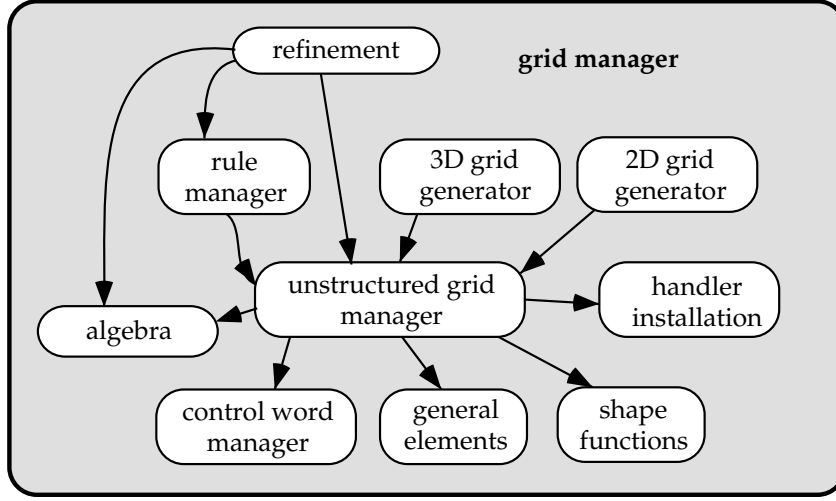 refinement
grid manager
rule
manager
3D grid
generator
2D grid
generator
unstructured grid
manager
handler
installation
algebra
control word
manager
general
elements
shape
functions